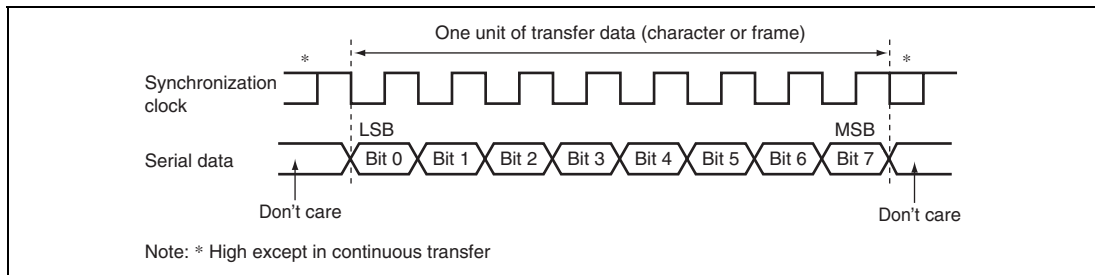 One unit of transfer data (character or frame)
*
*
Synchronization
clock
LSB
MSB
Serial data
Bit 0 Bit 1 Bit 2 Bit 3 Bit 4 Bit 5 Bit 6 Bit 7
Don't care
Don't care
Note: * High except in continuous transfer